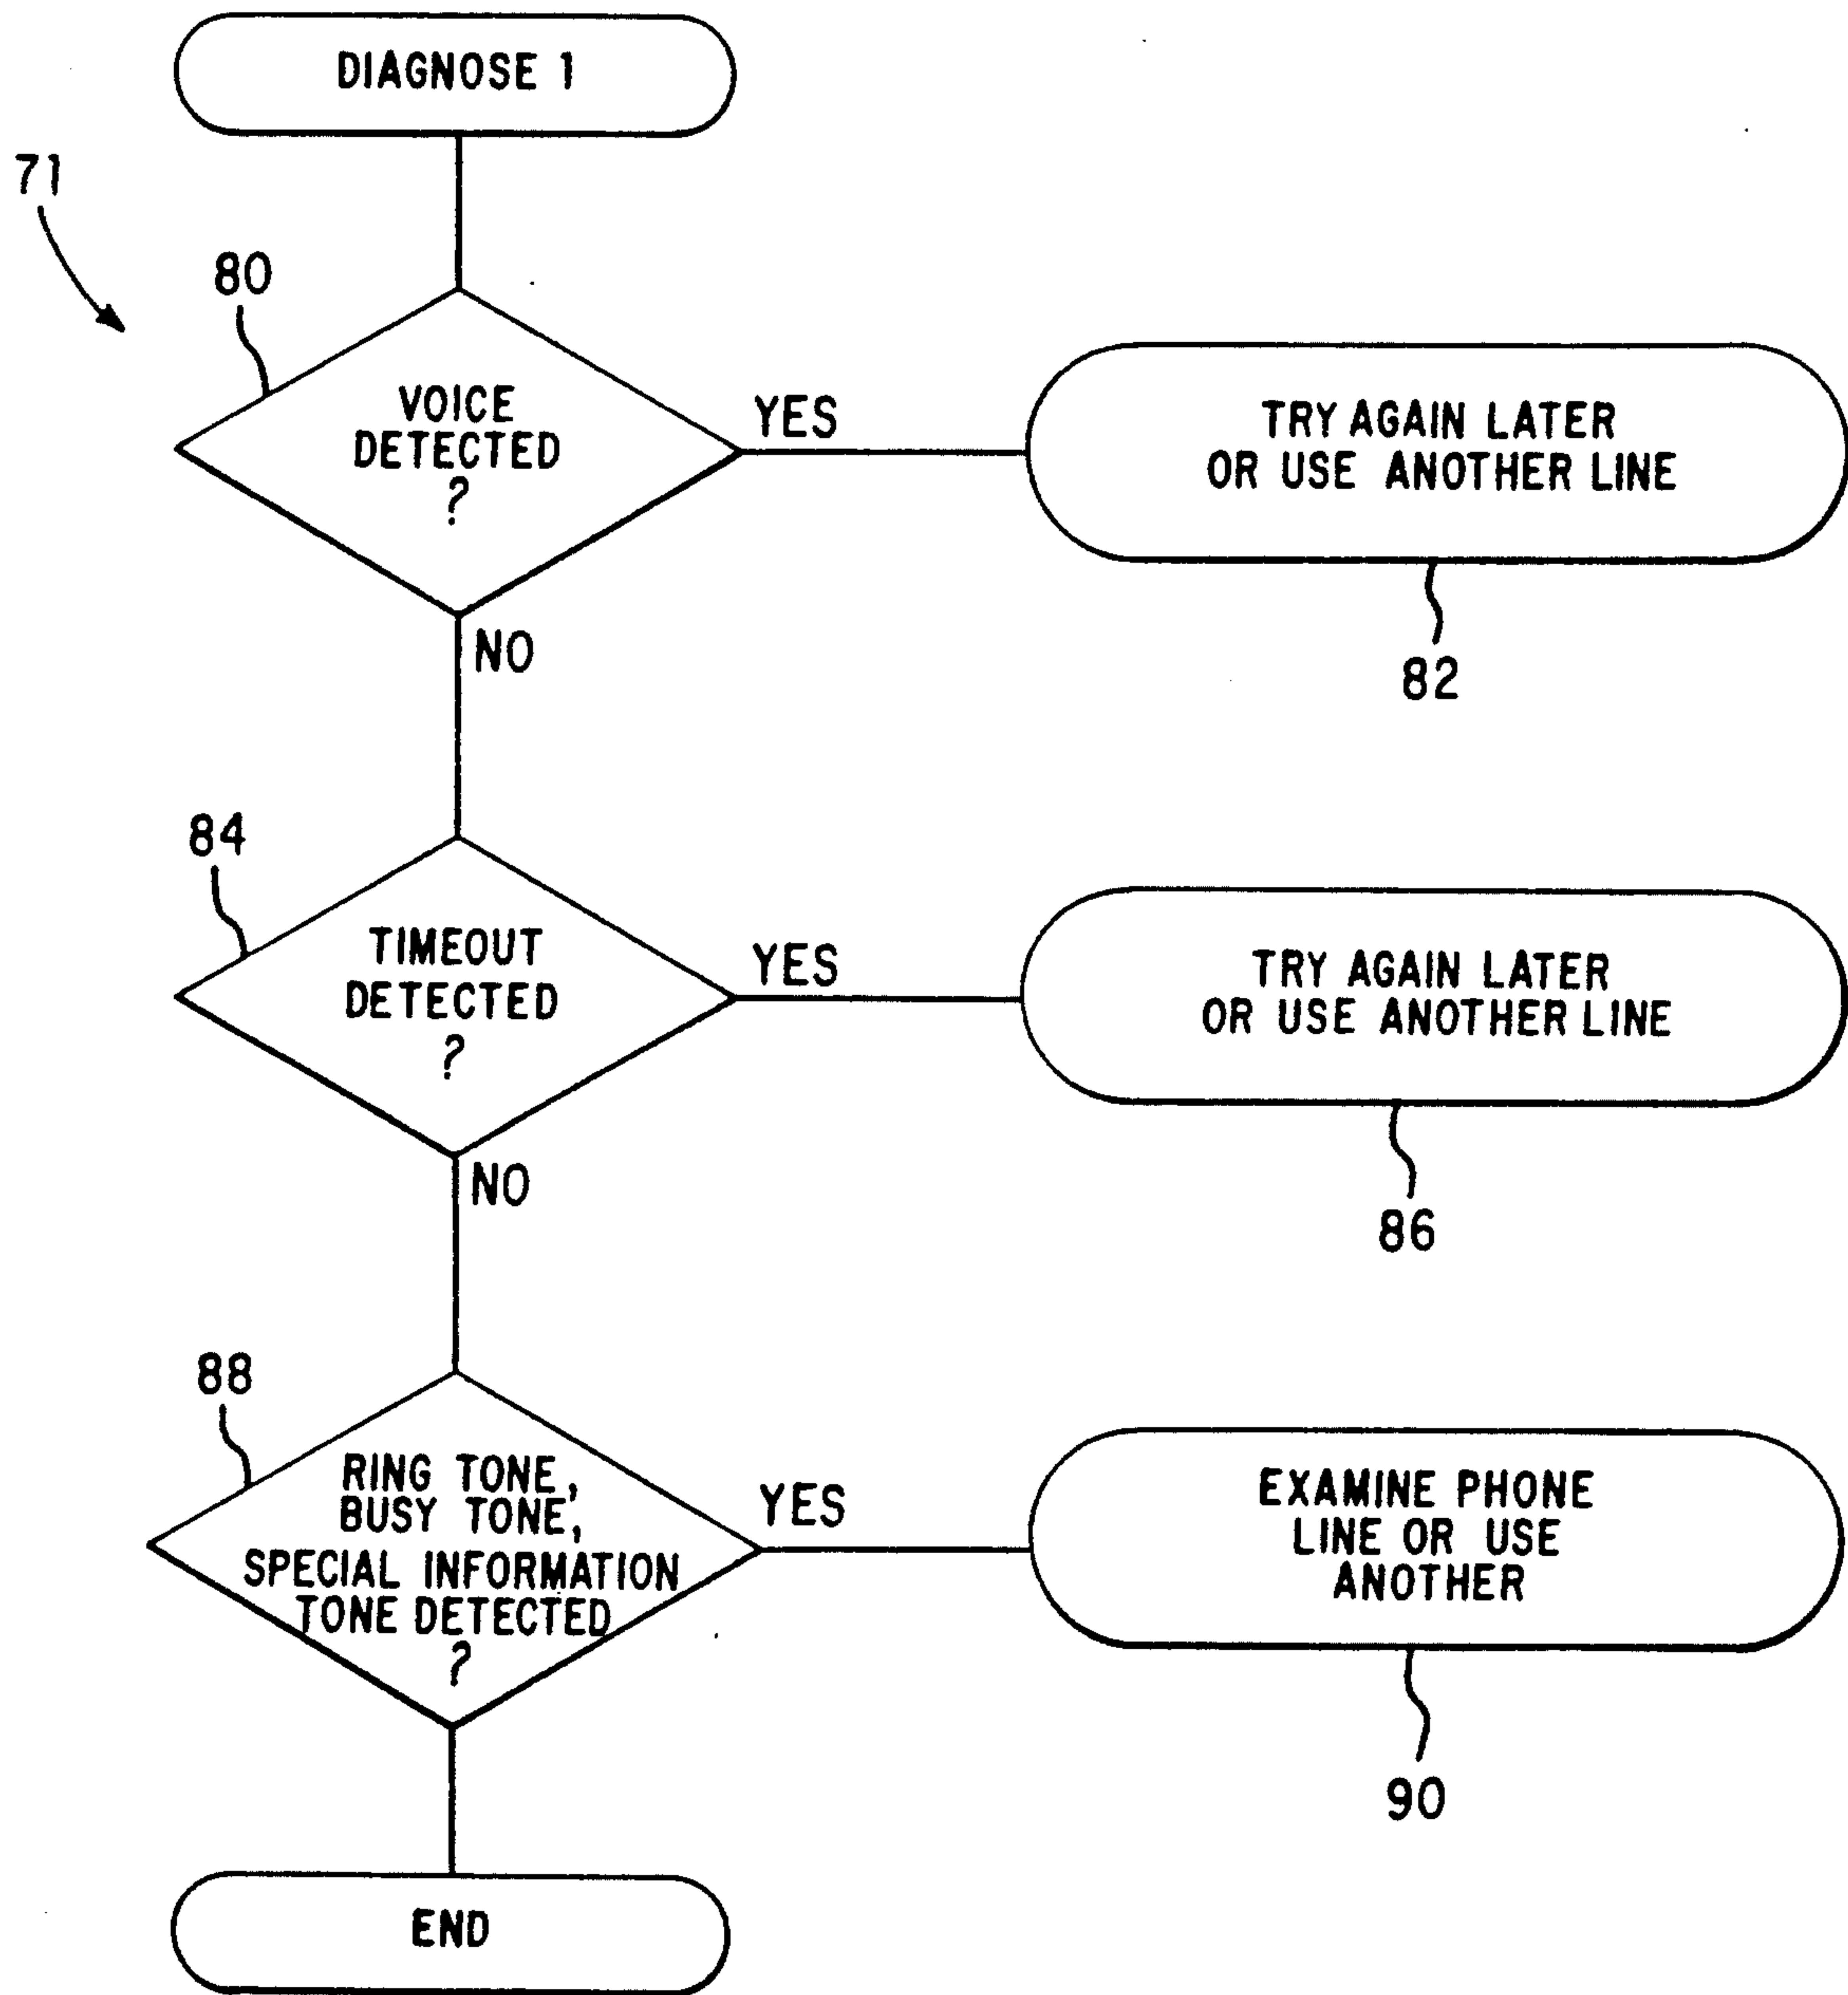 DIAGNOSE 1
71
80
VOICE
DETECTED
?
YES
TRY AGAIN LATER
OR USE ANOTHER LINE
82
NO
84
TIMEOUT
DETECTED
?
YES
TRY AGAIN LATER
OR USE ANOTHER LINE
86
NO
88
RING TONE,
BUSY TONE,
SPECIAL INFORMATION
TONE DETECTED
?
YES
EXAMINE PHONE
LINE OR USE
ANOTHER
90
END